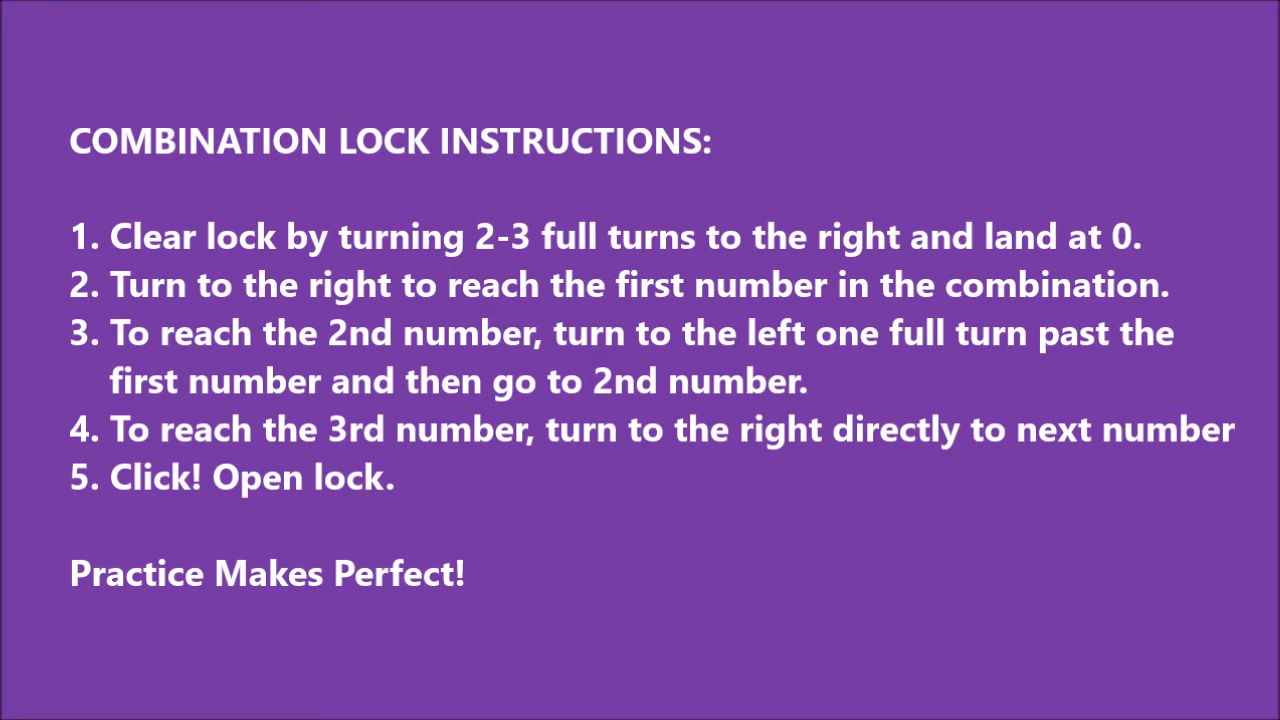 COMBINATION LOCK INSTRUCTIONS:
1. Clear lock by turning 2-3 full turns to the right and land at 0.
2. Turn to the right to reach the first number in the combination.
3. To reach the 2nd number, turn to the left one full turn past the
first number and then go to 2nd number.
4. To reach the 3rd number, turn to the right directly to next number
5. Click! Open lock.
Practice Makes Perfect!